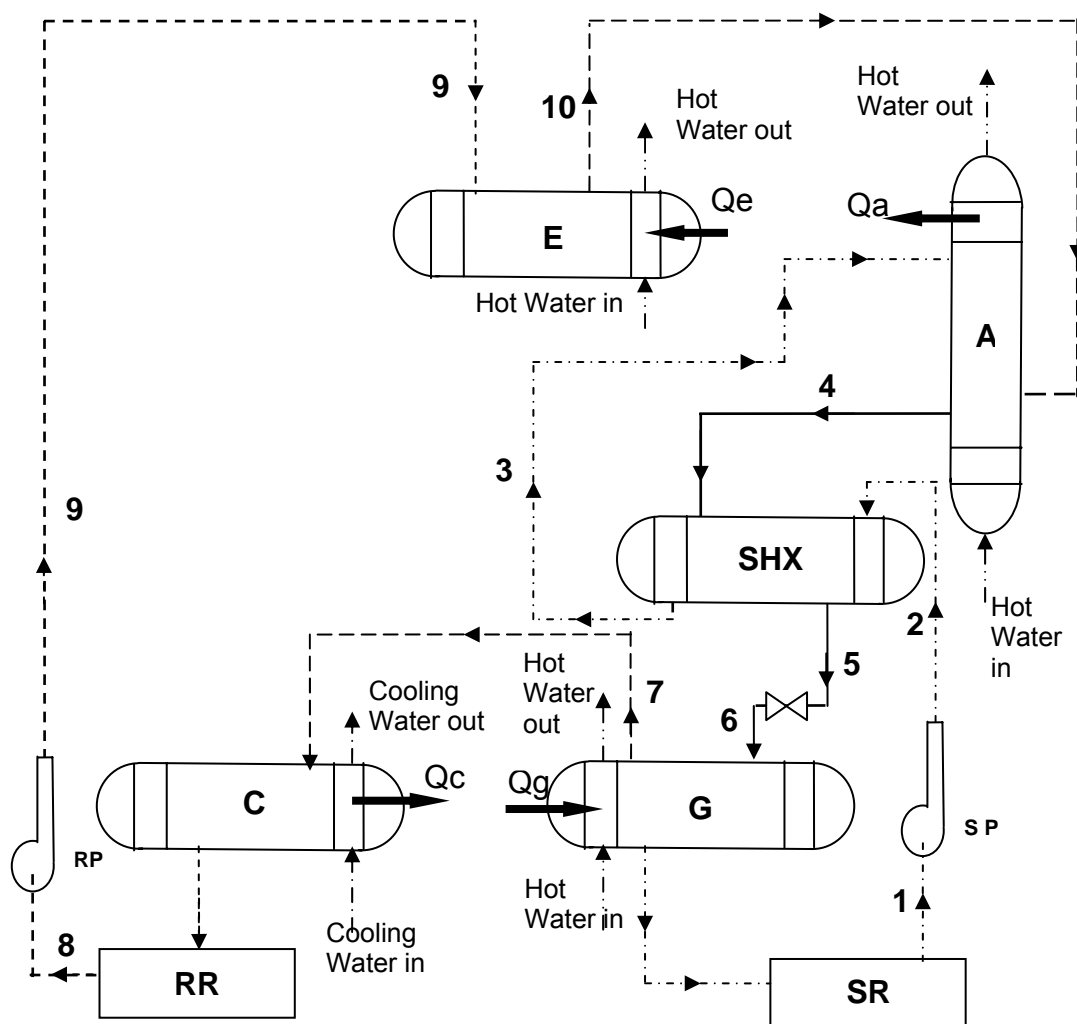 9
10
Hot
Water out
Hot
Water out
Qe
Qa
E
Hot Water in
A
4
3
9
SHX
Hot
Water
in
2
5
Hot
Water
out
7
6
Cooling
Water out
Qc
Qg
C
G
S P
RP
Hot
Water in
1
8
Cooling
Water in
RR
SR